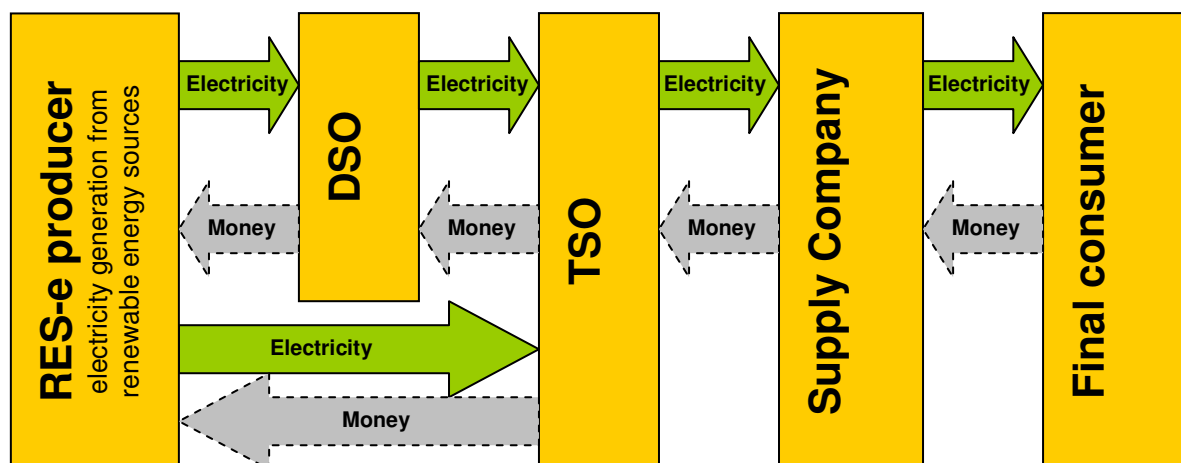 RES-e producer
electricity generation from
renewable energy sources
Electricity
Money
DSO
Electricity
Money
Electricity
Money
TSO
Electricity
Money
Supply Company
Electricity
Money
Final consumer